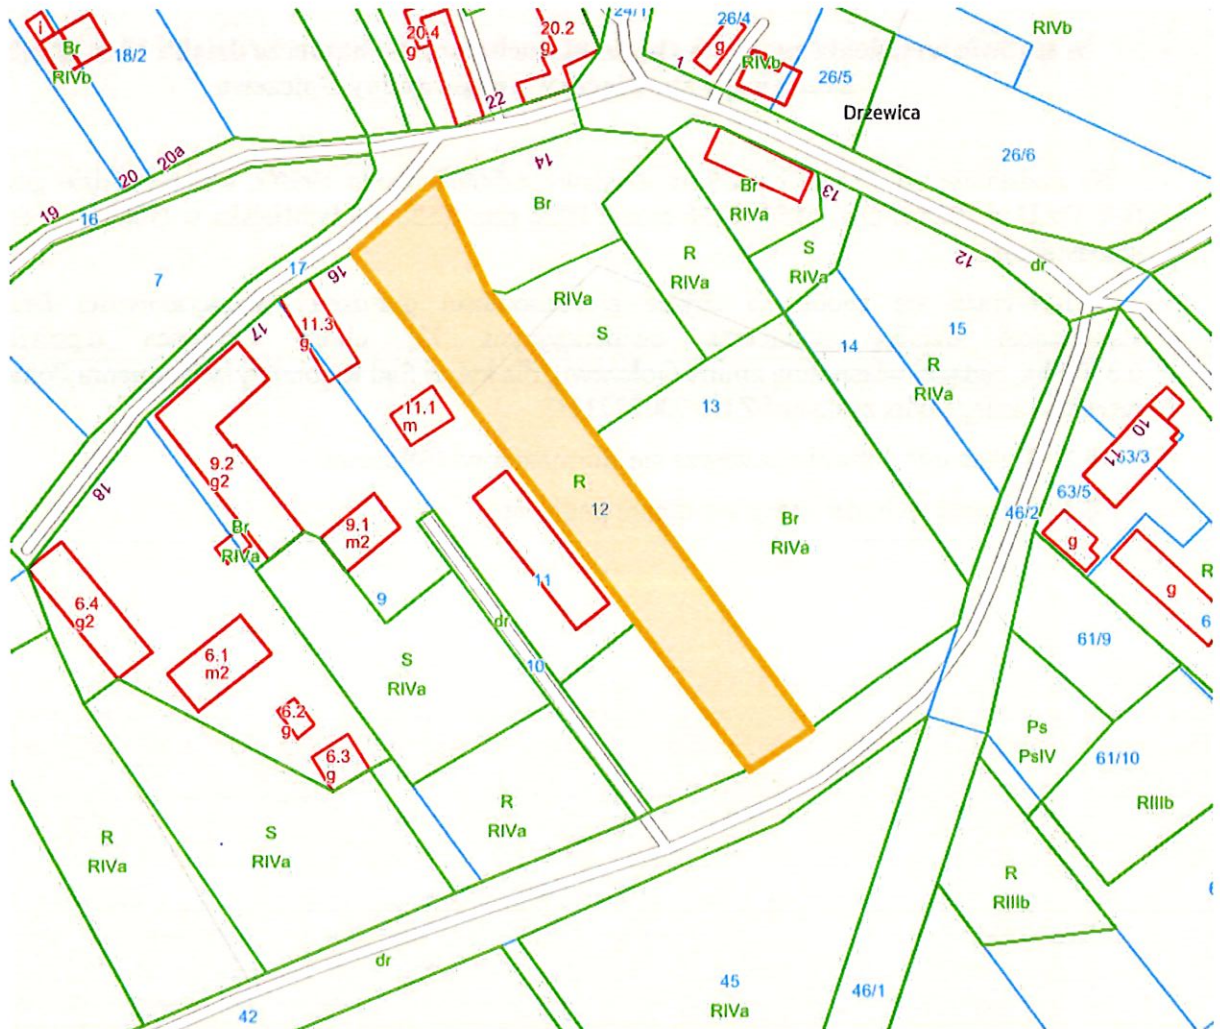 24/1
26/4
RIVb
i
Br
RIVb
18/2
20.4
g
20.2
g
1
RIVb
26/5
22
Drzewica
26/6
20a
20
19
16
14
Br
Br
RIVa
13
7
17
16
R
RIVa
S
RIVa
12
dr
RIVa
S
17
11.3
g
15
14
R
RIVa
11.1
m
13
10
11
63/3
18
9.2
g2
R
12
63/5
46/2
Br
RIVa
9.1
m2
Br
RIVa
g
g
R
6
6.4
g2
9
11
dr
61/9
6.1
m2
S
RIVa
10
6.2
g
6.3
g
Ps
PsIV
61/10
R
RIVa
RIIIb
R
RIVa
S
RIVa
R
RIIIb
dr
42
45
RIVa
46/1